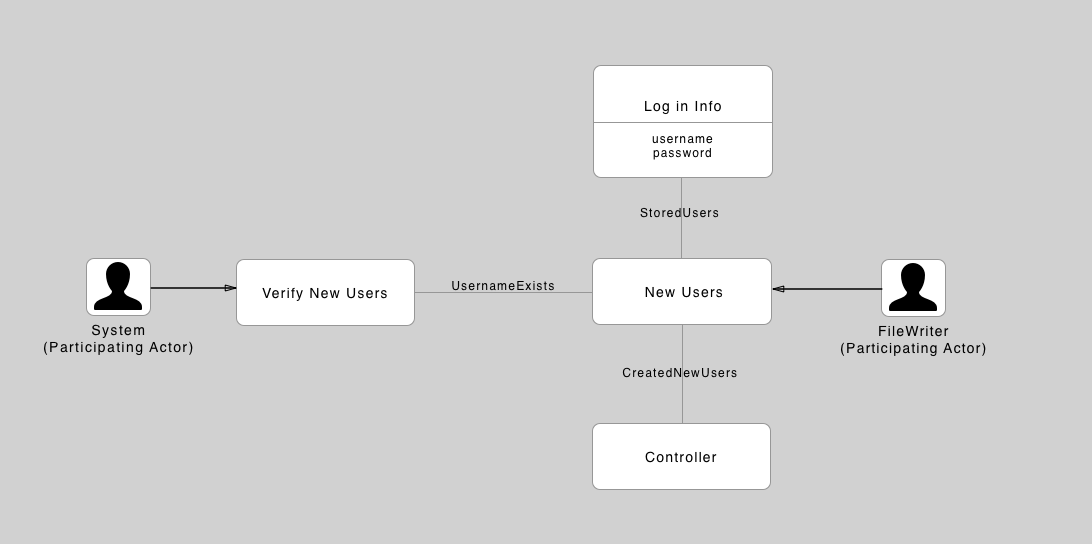 Log in Info
username
password
StoredUsers
Verify New Users
UsernameExists
New Users
System
(Participating Actor)
FileWriter
(Participating Actor)
CreatedNewUsers
Controller